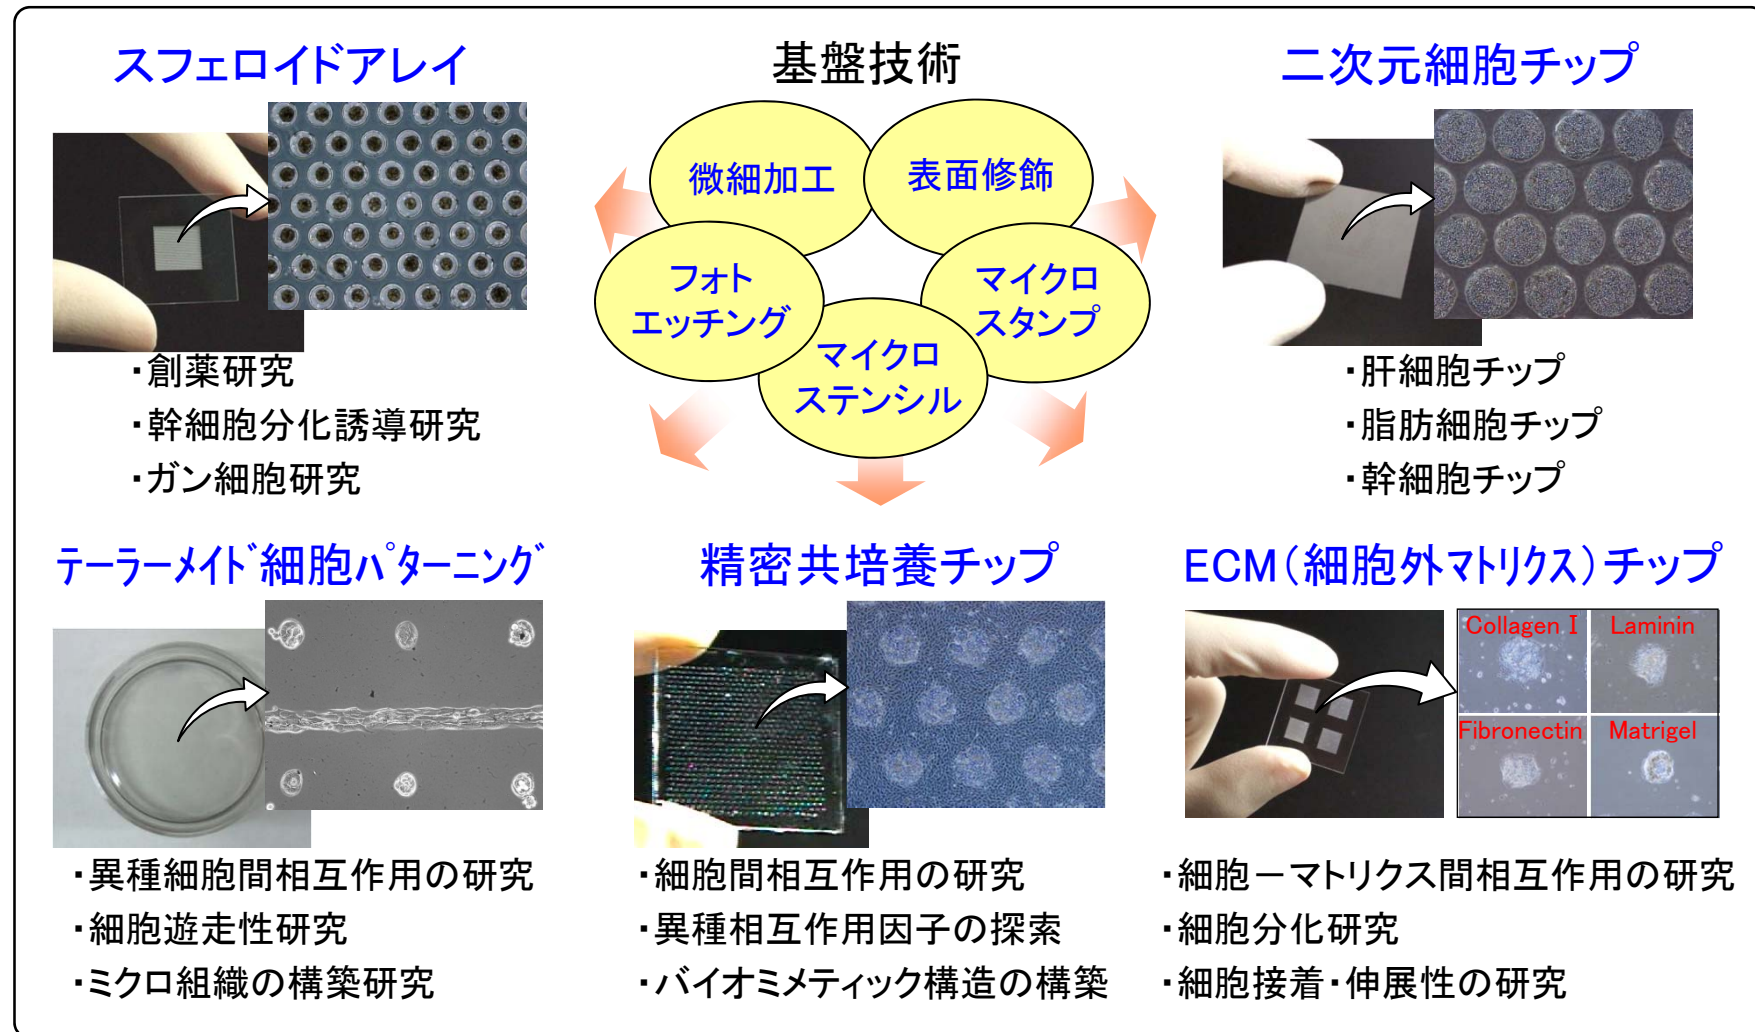 スフェロイドアレイ
・創薬研究
・幹細胞分化誘導研究
・ガン細胞研究
基盤技術
微細加工
表面修飾
フォト
エッチング
マイクロ
スタンプ
マイクロ
ステンシル
二次元細胞チップ
・肝細胞チップ
・脂肪細胞チップ
・幹細胞チップ
テーラーメイド細胞パターニング
・異種細胞間相互作用の研究
・細胞遊走性研究
・ミクロ組織の構築研究
精密共培養チップ
・細胞間相互作用の研究
・異種相互作用因子の探索
・バイオミメティック構造の構築
ECM(細胞外マトリクス)チップ
Collagen Ⅰ
Laminin
Fibronectin
Matrigel
・細胞-マトリクス間相互作用の研究
・細胞分化研究
・細胞接着・伸展性の研究